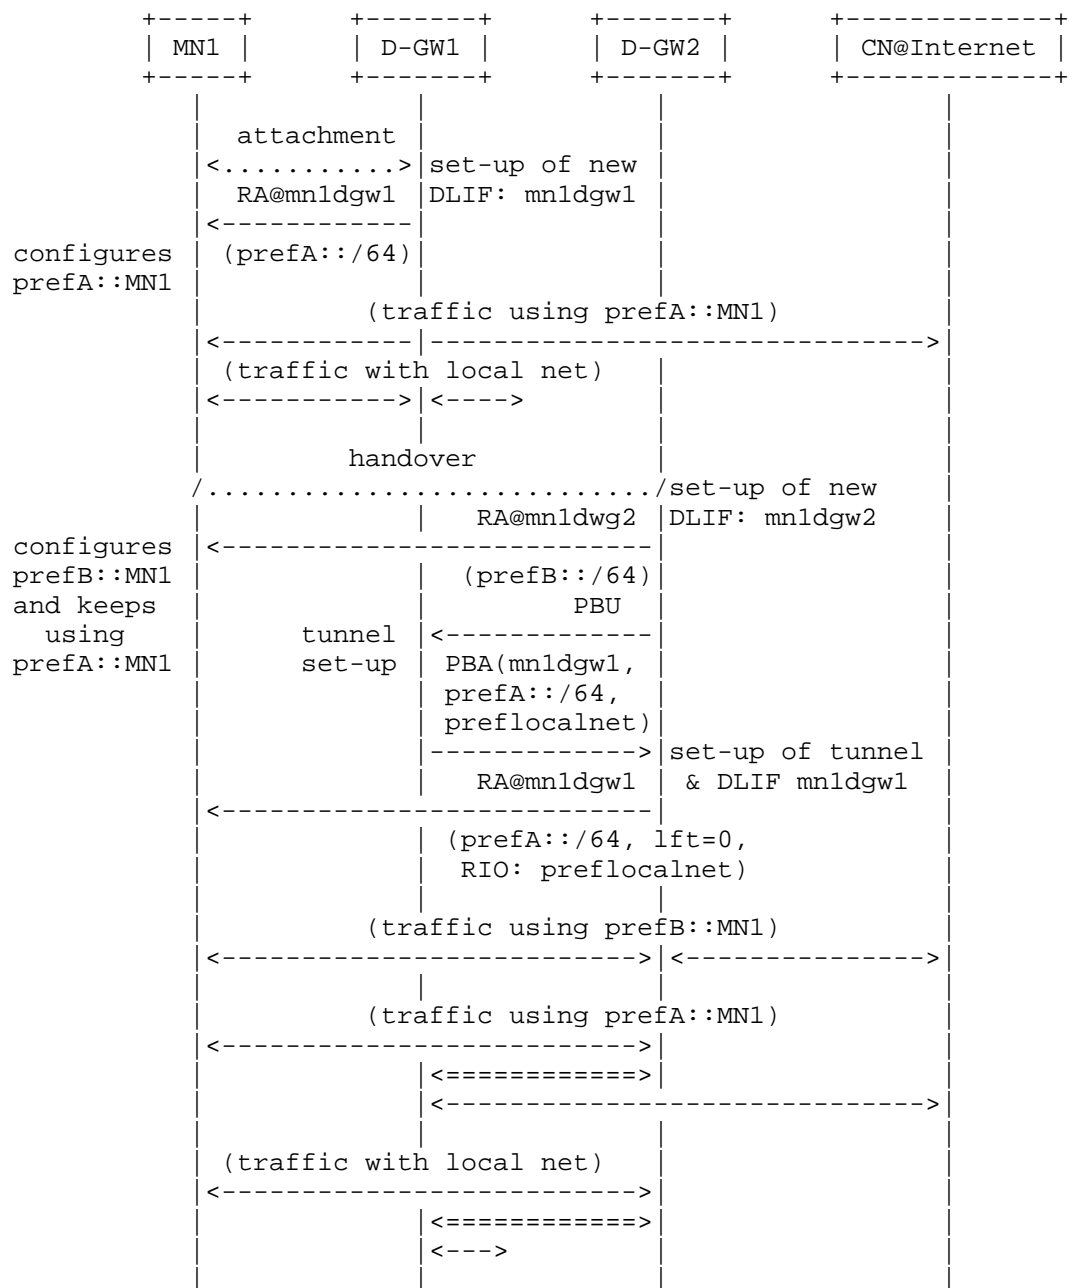 +-----+      +-------+      +-------+      +-------------+
| MN1 |      | D-GW1 |      | D-GW2 |      | CN@Internet |
+-----+      +-------+      +-------+      +-------------+
attachment
<...........> set-up of new
RA@mn1dgw1 DLIF: mn1dgw1
<------------
configures (prefA::/64)
prefA::MN1
(traffic using prefA::MN1)
<------------|------------------------------->
(traffic with local net)
<-----------> <---->
handover
/............................/set-up of new
RA@mn1dwg2 DLIF: mn1dgw2
configures <---------------------------
prefB::MN1 (prefB::/64)
and keeps PBU
using tunnel <-------------
prefA::MN1 set-up PBA(mn1dgw1,
prefA::/64,
preflocalnet)
-------------> set-up of tunnel
RA@mn1dgw1 & DLIF mn1dgw1
<---------------------------
(prefA::/64, lft=0,
RIO: preflocalnet)
(traffic using prefB::MN1)
<--------------------------> <--------------->
(traffic using prefA::MN1)
<-------------------------->
<============>
<------------------------------->
(traffic with local net)
<-------------------------->
<============>
<--->